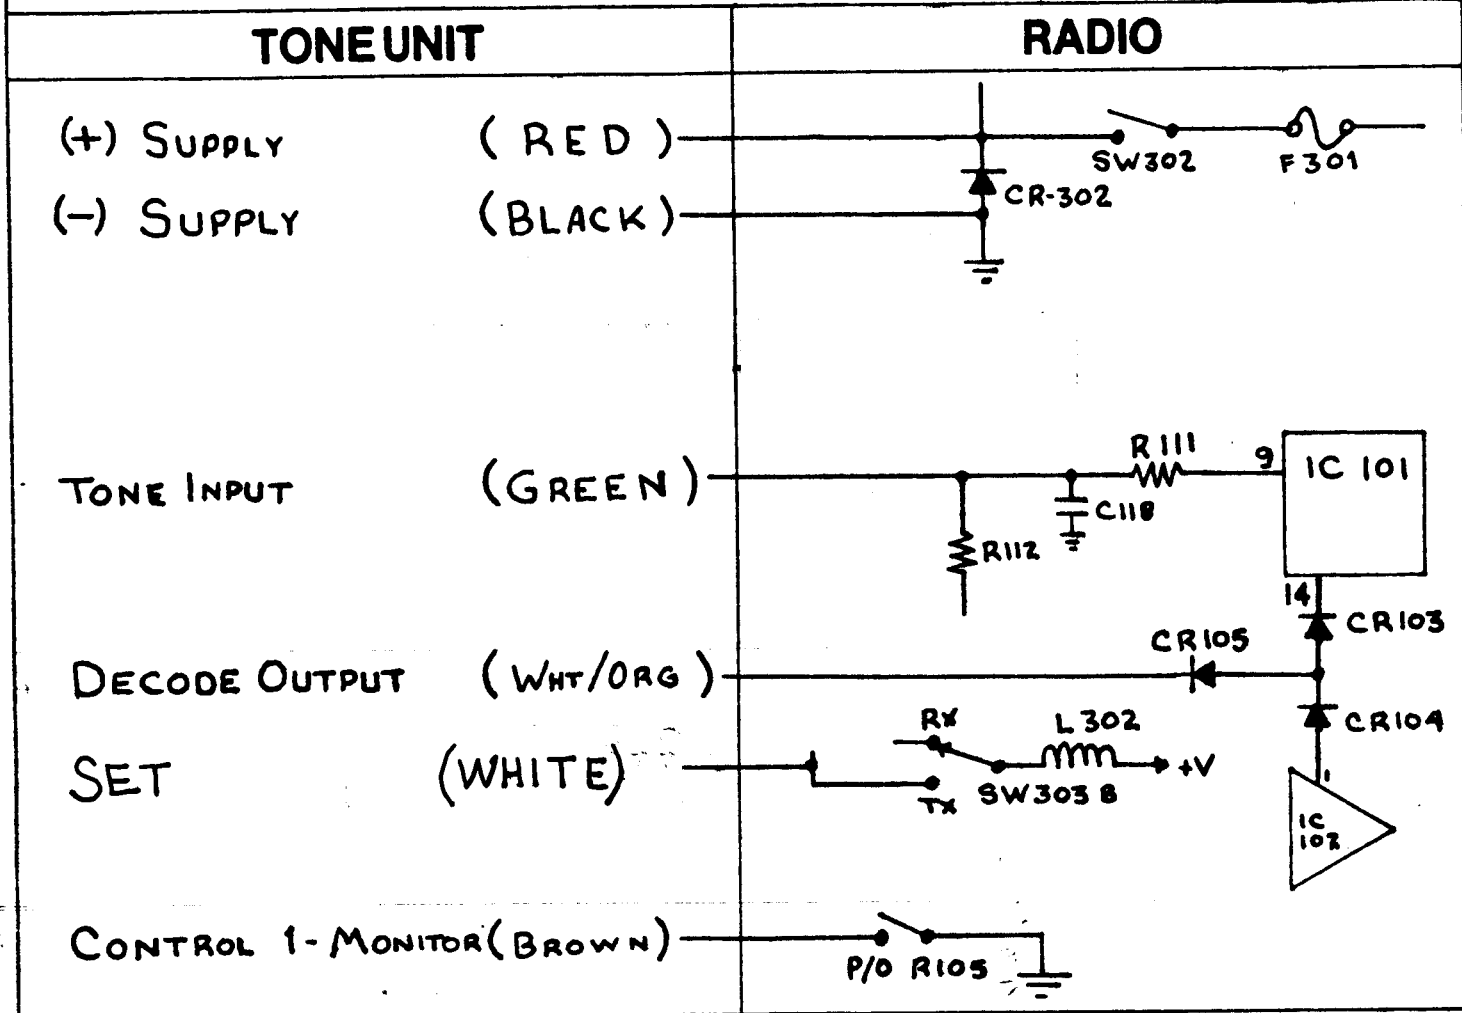 TONE UNIT
RADIO
(+) SUPPLY (RED)
SW302
F301
(-) SUPPLY (BLACK)
CR-302
TONE INPUT (GREEN)
R111
9
IC 101
C118
R112
14
CR103
CR105
DECODE OUTPUT (WHT/ORG)
RX
L302
CR104
SET (WHITE)
+V
TX
SW303B
1
IC
102
CONTROL 1-MONITOR (BROWN)
P/O R105